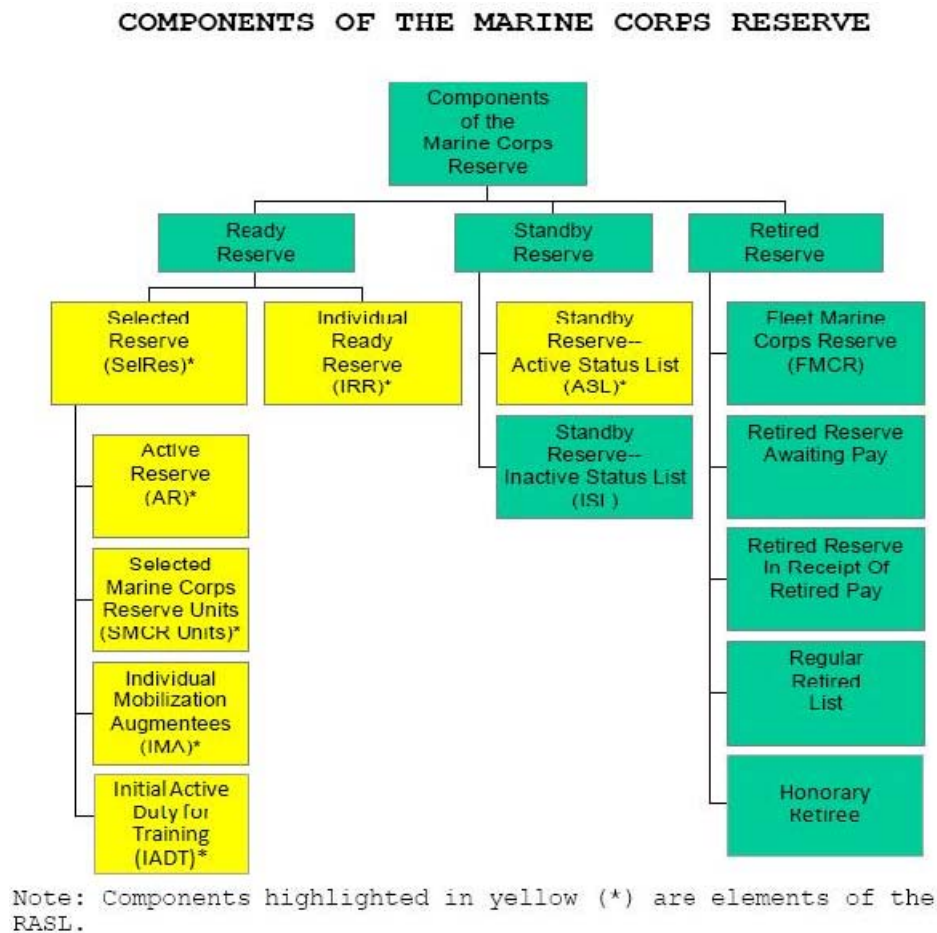 COMPONENTS OF THE MARINE CORPS RESERVE
Components
of the
Marine Corps
Reserve
Ready
Reserve
Standby
Reserve
Retired
Reserve
Selected
Reserve
(SelRes)*
Individual
Ready
Reserve
(IRR)*
Standby
Reserve--
Active Status List
(ASL)*
Fleet Marine
Corps Reserve
(FMCR)
Active
Reserve
(AR)*
Standby
Reserve--
Inactive Status List
(ISL)
Retired Reserve
Awaiting Pay
Selected
Marine Corps
Reserve Units
(SMCR Units)*
Retired Reserve
In Receipt Of
Retired Pay
Individual
Mobilization
Augmentees
(IMA)*
Regular
Retired
List
Initial Active
Duty for
Training
(IADT)*
Honorary
Retiree
Note: Components highlighted in yellow (*) are elements of the
RASL.